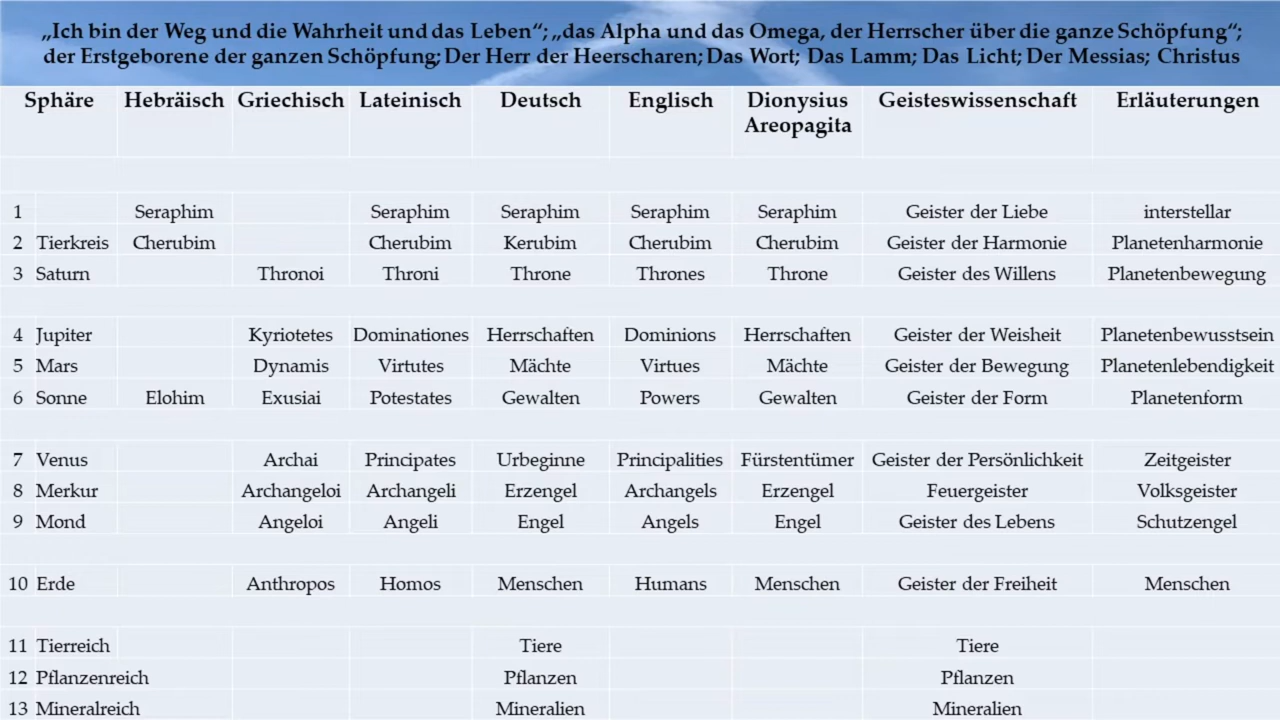 „Ich bin der Weg und die Wahrheit und das Leben“; „das Alpha und das Omega, der Herrscher über die ganze Schöpfung“;
der Erstgeborene der ganzen Schöpfung; Der Herr der Heerscharen; Das Wort; Das Lamm; Das Licht; Der Messias; Christus
Sphäre Hebräisch Griechisch Lateinisch Deutsch Englisch Dionysius Areopagita Geisteswissenschaft Erläuterungen
1 Seraphim Seraphim Seraphim Seraphim Seraphim Geister der Liebe interstellar
2 Tierkreis Cherubim Cherubim Kerubim Cherubim Cherubim Geister der Harmonie Planetenharmonie
3 Saturn Thronoi Throni Throne Thrones Throne Geister des Willens Planetenbewegung
4 Jupiter Kyriotetes Dominationes Herrschaften Dominions Herrschaften Geister der Weisheit Planetenbewusstsein
5 Mars Dynamis Virtutes Mächte Virtues Mächte Geister der Bewegung Planetenlebendigkeit
6 Sonne Elohim Exusiai Potestates Gewalten Powers Gewalten Geister der Form Planetenform
7 Venus Archai Principates Urbeginne Principalities Fürstentümer Geister der Persönlichkeit Zeitgeister
8 Merkur Archangeloi Archangeli Erzengel Archangels Erzengel Feuergeister Volksgeister
9 Mond Angeloi Angeli Engel Angels Engel Geister des Lebens Schutzengel
10 Erde Anthropos Homos Menschen Humans Menschen Geister der Freiheit Menschen
11 Tierreich Tiere Tiere
12 Pflanzenreich Pflanzen Pflanzen
13 Mineralreich Mineralien Mineralien